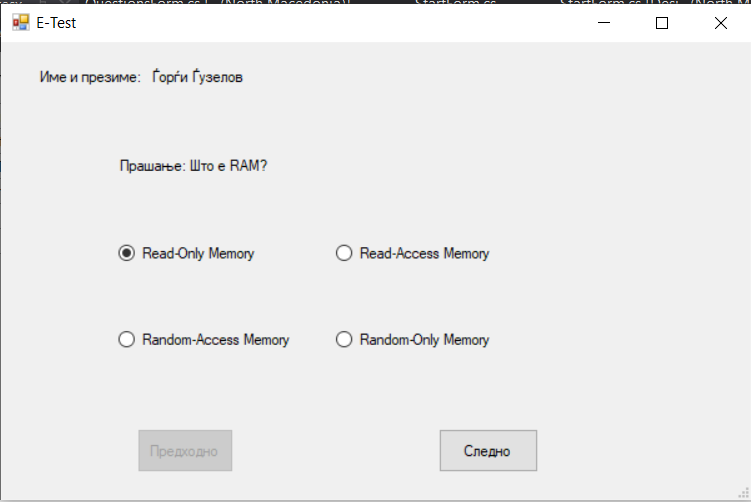 E-Test
Име и презиме: Ѓорѓи Ѓузелов
Прашање: Што е RAM?
Read-Only Memory Read-Access Memory
Random-Access Memory Random-Only Memory
Предходно Следно